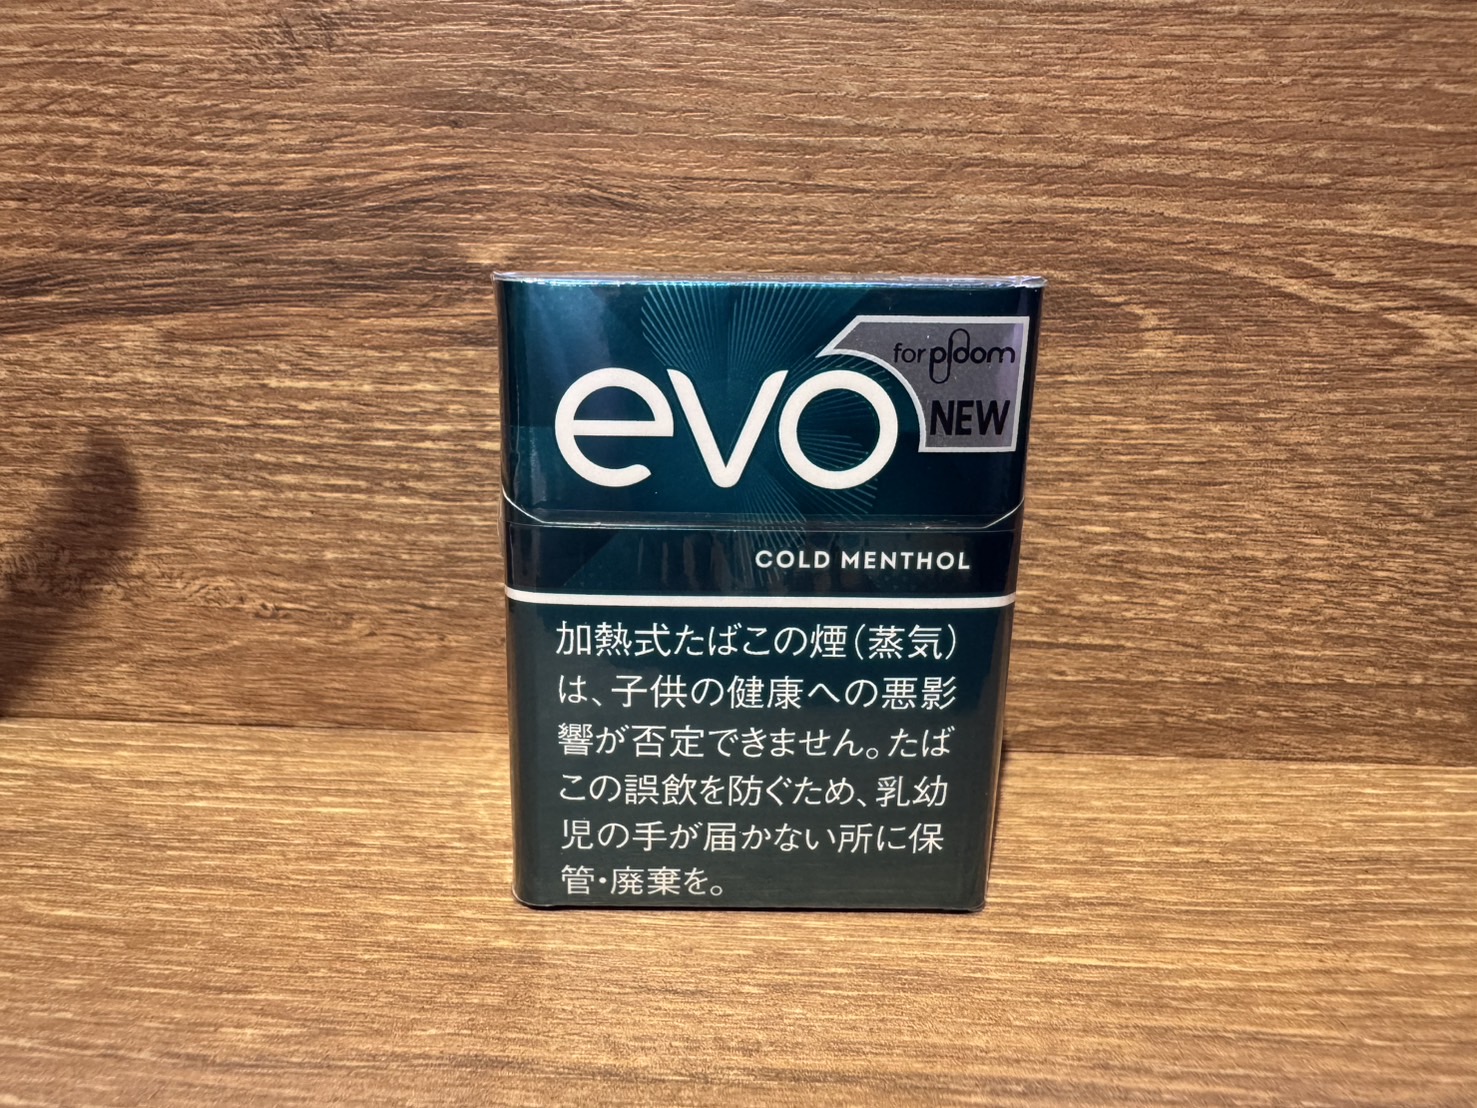 for ploom
evo
NEW
COLD MENTHOL
加熱式たばこの煙（蒸気）
は、子供の健康への悪影
響が否定できません。たば
この誤飲を防ぐため、乳幼
児の手が届かない所に保
管・廃棄を。